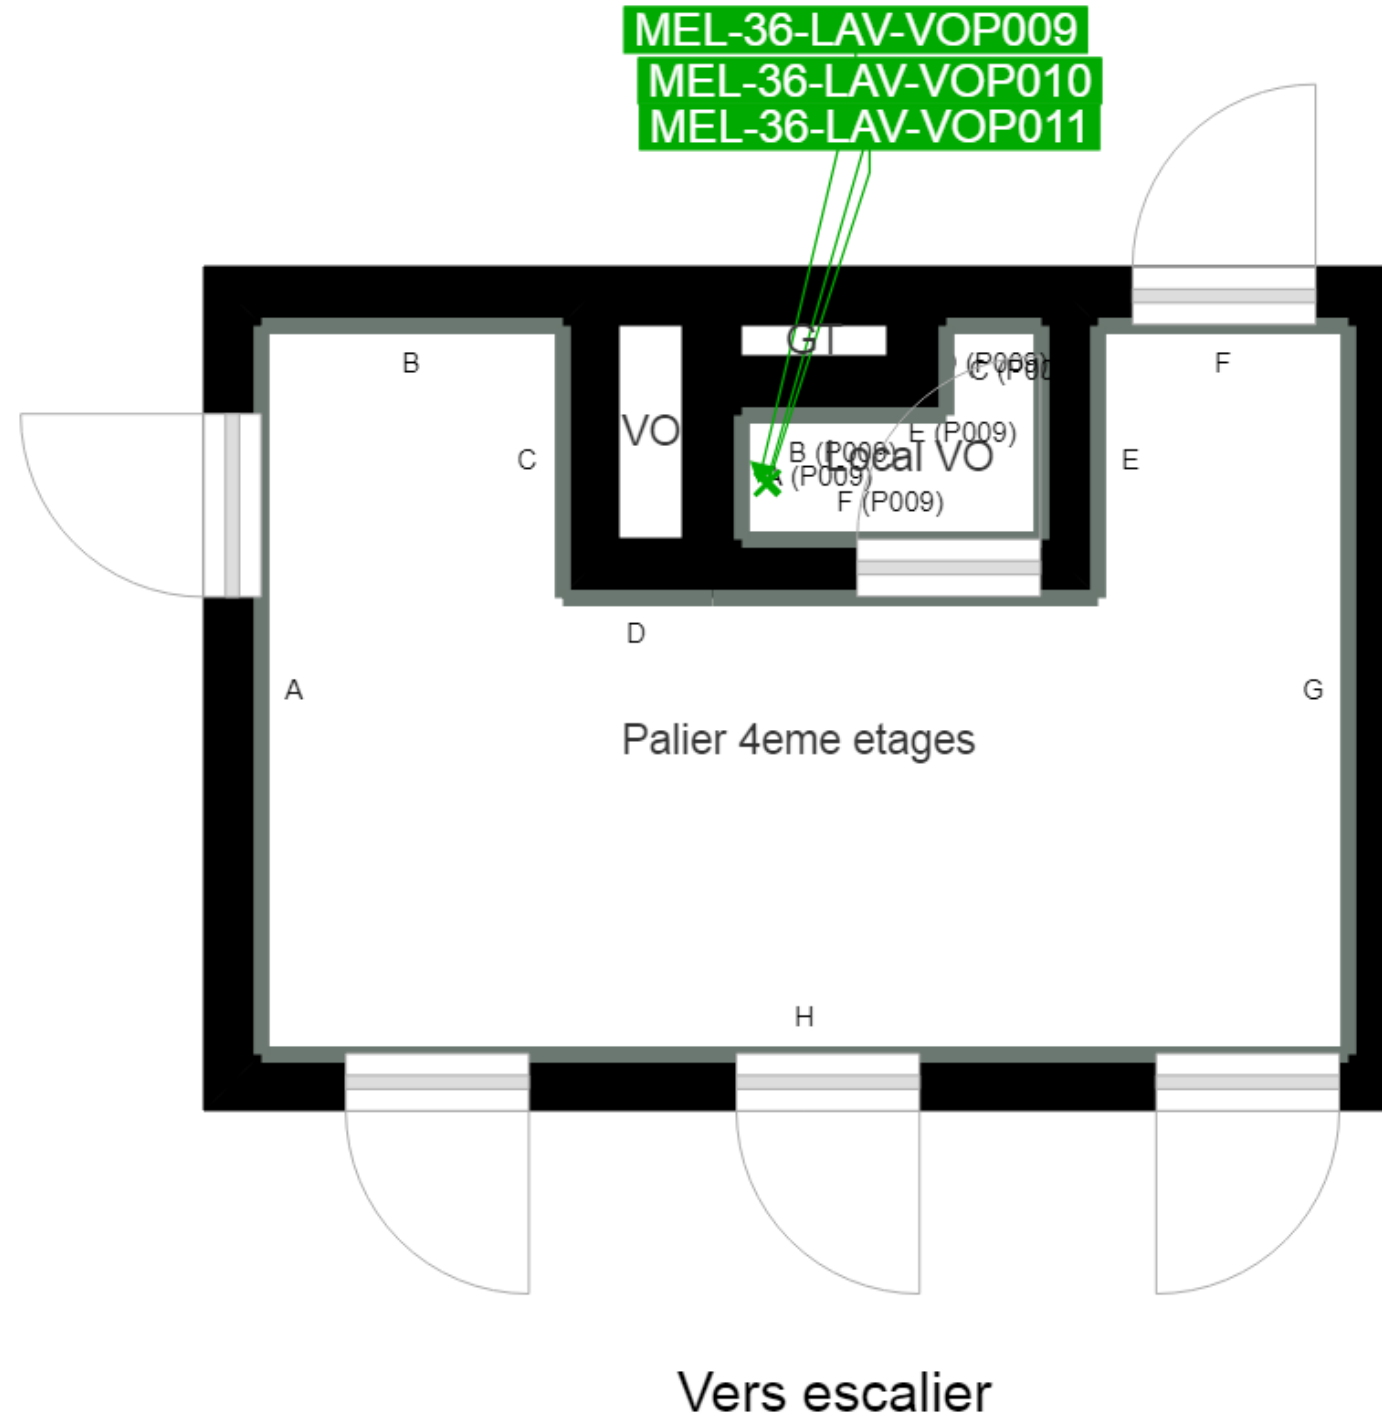 MEL-36-LAV-VOP009
MEL-36-LAV-VOP010
MEL-36-LAV-VOP011
GT
B
(P009)
C
F
VO
E (P009)
C
B (P009)
Local VO
E
A (P009)
F (P009)
D
A
G
Palier 4eme etages
H
Vers escalier